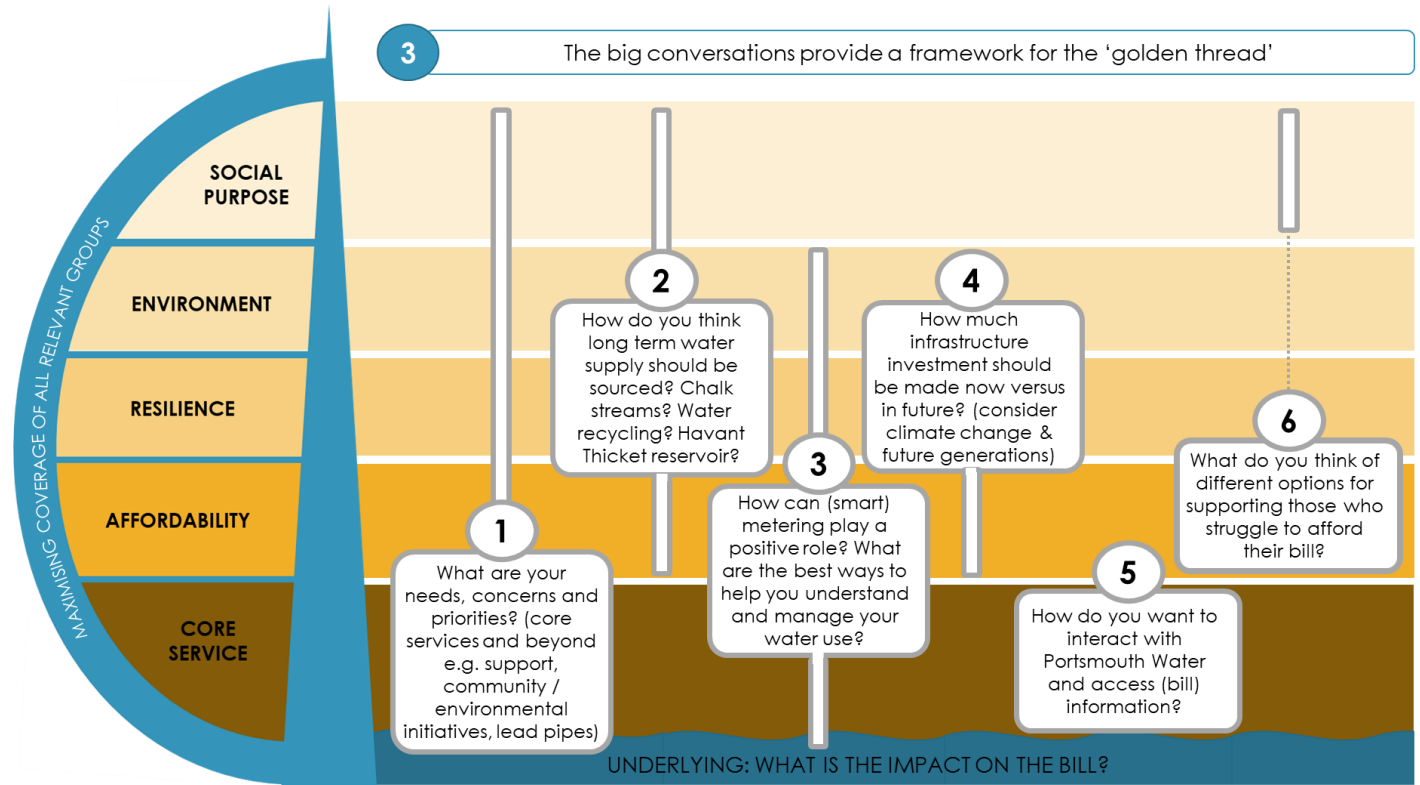 3
The big conversations provide a framework for the ‘golden thread’
MAXIMISING COVERAGE OF ALL RELEVANT GROUPS
SOCIAL
PURPOSE
ENVIRONMENT
RESILIENCE
AFFORDABILITY
CORE
SERVICE
1
What are your
needs, concerns and
priorities? (core
services and beyond
e.g. support,
community /
environmental
initiatives, lead pipes)
2
How do you think
long term water
supply should be
sourced? Chalk
streams? Water
recycling? Havant
Thicket reservoir?
3
How can (smart)
metering play a
positive role? What
are the best ways to
help you understand
and manage your
water use?
4
How much
infrastructure
investment should
be made now versus
in future? (consider
climate change &
future generations)
5
How do you want to
interact with
Portsmouth Water
and access (bill)
information?
6
What do you think of
different options for
supporting those who
struggle to afford
their bill?
UNDERLYING: WHAT IS THE IMPACT ON THE BILL?